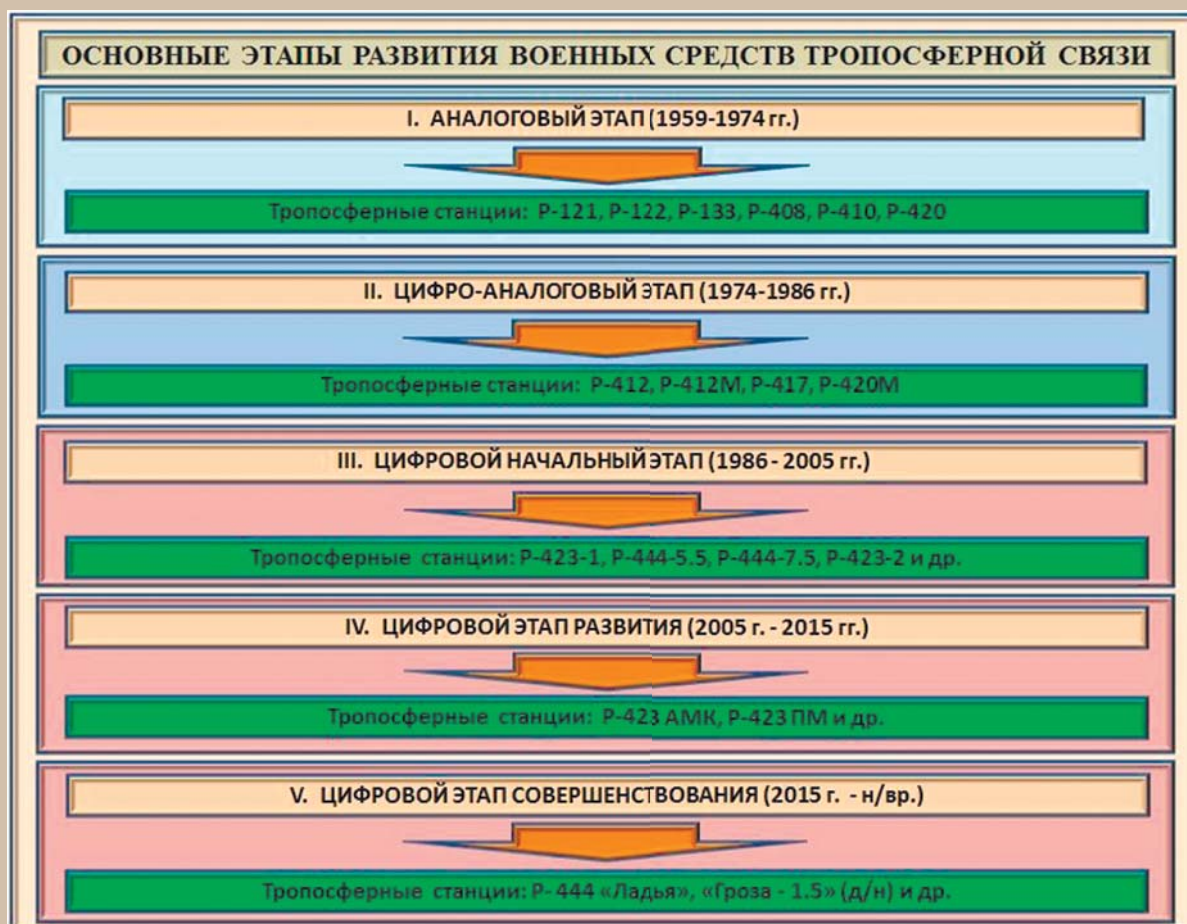 ОСНОВНЫЕ ЭТАПЫ РАЗВИТИЯ ВОЕННЫХ СРЕДСТВ ТРОПОСФЕРНОЙ СВЯЗИ
I. АНАЛОГОВЫЙ ЭТАП (1959-1974 гг.)
Тропосферные станции: Р-121, Р-122, Р-133, Р-408, Р-410, Р-420
II. ЦИФРО-АНАЛОГОВЫЙ ЭТАП (1974-1986 гг.)
Тропосферные станции: Р-412, Р-412М, Р-417, Р-420М
III. ЦИФРОВОЙ НАЧАЛЬНЫЙ ЭТАП (1986 - 2005 гг.)
Тропосферные станции: Р-423-1, Р-444-5.5, Р-444-7.5, Р-423-2 и др.
IV. ЦИФРОВОЙ ЭТАП РАЗВИТИЯ (2005 г. - 2015 гг.)
Тропосферные станции: Р-423 АМК, Р-423 ПМ и др.
V. ЦИФРОВОЙ ЭТАП СОВЕРШЕНСТВОВАНИЯ (2015 г. - н/вр.)
Тропосферные станции: Р- 444 «Ладья», «Гроза - 1.5» (д/н) и др.